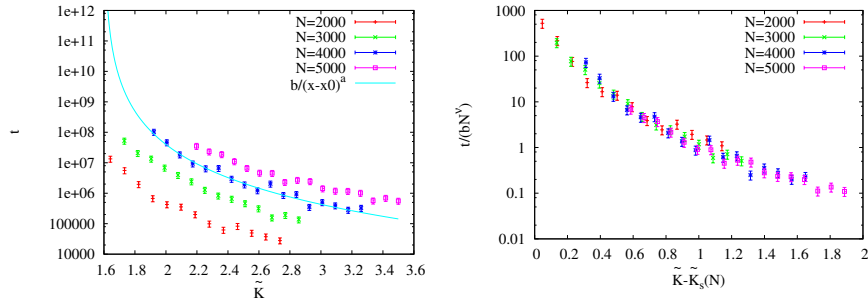 1e+12
1e+11
1e+10
1e+09
1e+08
1e+07
1e+06
100000
10000
t
1.6 1.8 2 2.2 2.4 2.6 2.8 3 3.2 3.4 3.6
K̃
N=2000
N=3000
N=4000
N=5000
b/(x-x0)^a
1000
100
10
1
0.1
0.01
t/(bN^ν)
0 0.2 0.4 0.6 0.8 1 1.2 1.4 1.6 1.8 2
K̃-K̃_s(N)
N=2000
N=3000
N=4000
N=5000